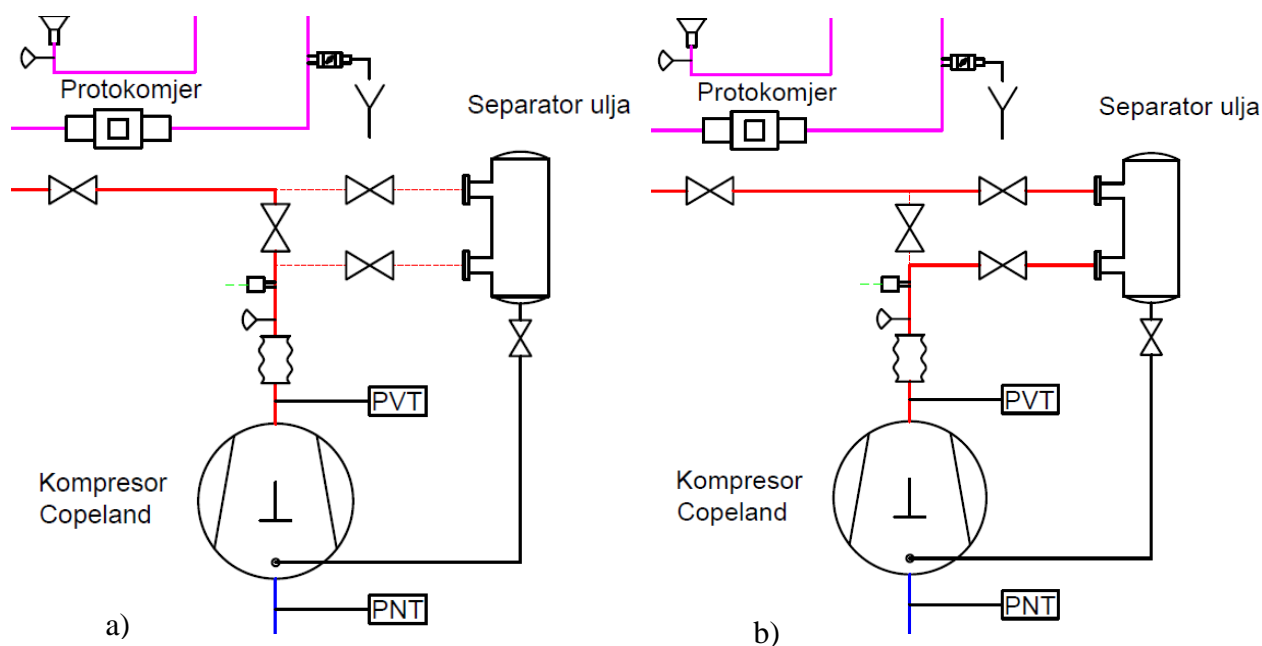 Protokomjer
Separator ulja
PVT
Kompresor
Copeland
PNT
a)
Protokomjer
Separator ulja
PVT
Kompresor
Copeland
PNT
b)